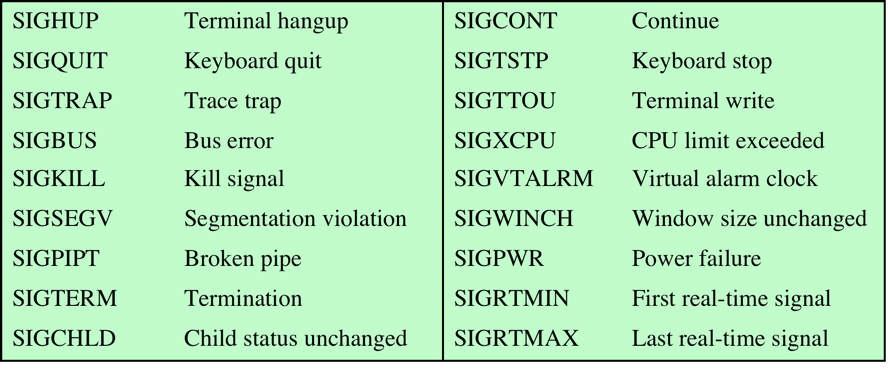 SIGHUP Terminal hangup
SIGQUIT Keyboard quit
SIGTRAP Trace trap
SIGBUS Bus error
SIGKILL Kill signal
SIGSEGV Segmentation violation
SIGPIPT Broken pipe
SIGTERM Termination
SIGCHLD Child status unchanged
SIGCONT Continue
SIGTSTP Keyboard stop
SIGTTOU Terminal write
SIGXCPU CPU limit exceeded
SIGVTALRM Virtual alarm clock
SIGWINCH Window size unchanged
SIGPWR Power failure
SIGRTMIN First real-time signal
SIGRTMAX Last real-time signal